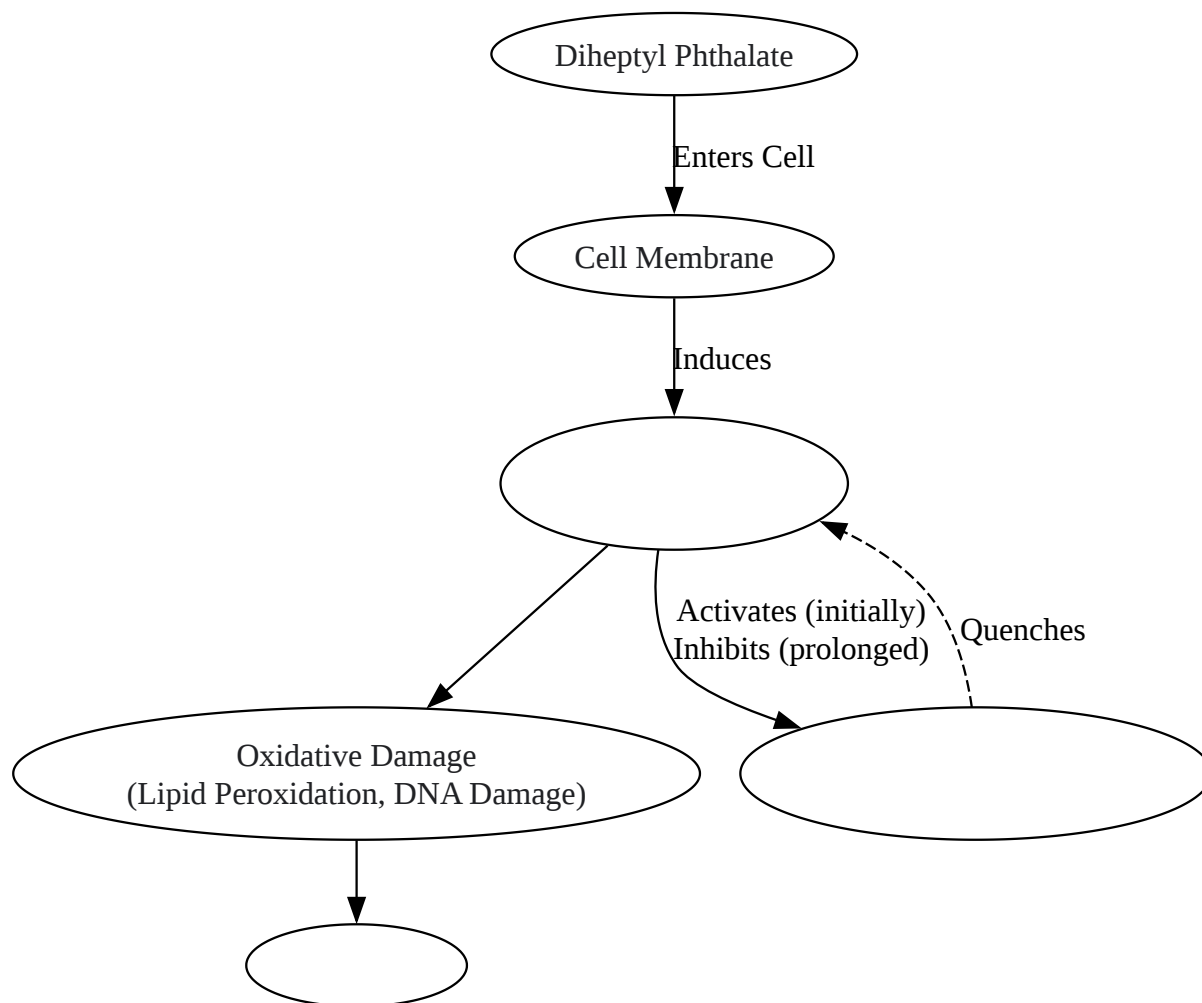 Diheptyl Phthalate
Enters Cell
Cell Membrane
Induces
Activates (initially)
Inhibits (prolonged)
Quenches
Oxidative Damage
(Lipid Peroxidation, DNA Damage)